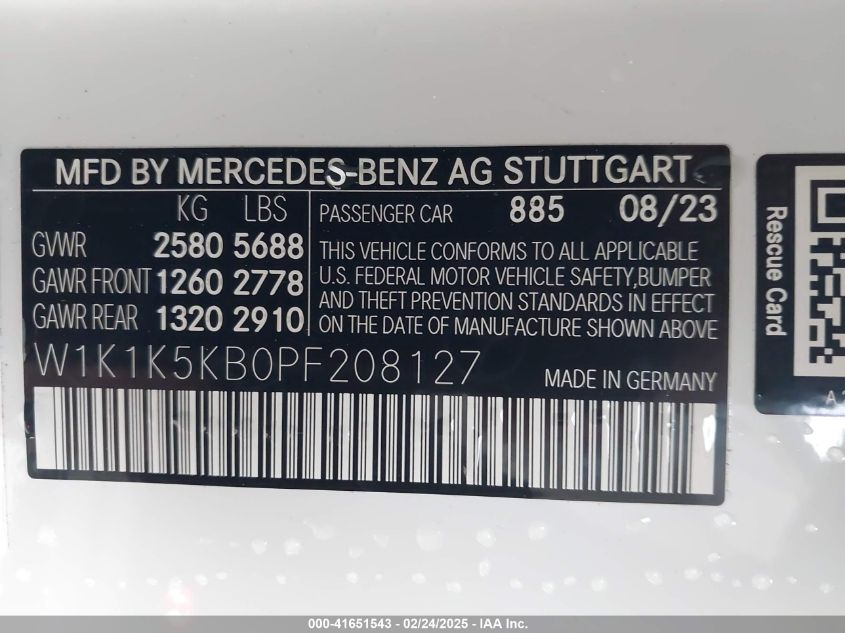 MFD BY MERCEDES-BENZ AG STUTTGART
KG LBS
GVWR 2580 5688
GAWR FRONT 1260 2778
GAWR REAR 1320 2910
PASSENGER CAR 885 08/23
THIS VEHICLE CONFORMS TO ALL APPLICABLE
U.S. FEDERAL MOTOR VEHICLE SAFETY,BUMPER
AND THEFT PREVENTION STANDARDS IN EFFECT
ON THE DATE OF MANUFACTURE SHOWN ABOVE
W1K1K5KB0PF208127
MADE IN GERMANY
Rescue Card
A 2
000-41651543 - 02/24/2025 - IAA Inc.